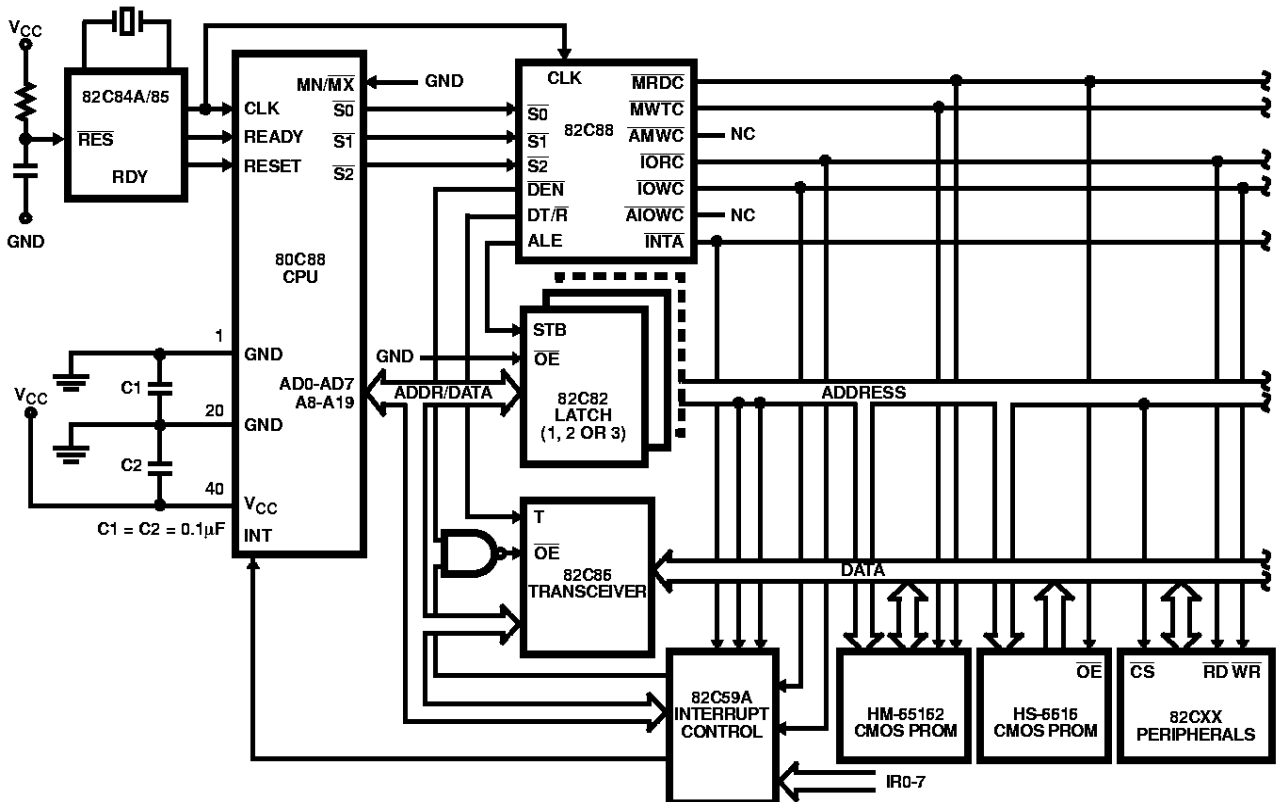 VCC
82C84A/85
RES
RDY
GND
CLK
READY
RESET
MN/MX
GND
S0
S1
S2
80C88
CPU
1
GND
C1
AD0-AD7
A8-A19
VCC
20
GND
C2
40
VCC
C1 = C2 = 0.1μF
INT
CLK
82C88
S0
S1
S2
DEN
DT/R
ALE
MRDC
MWTC
AMWC
NC
IORC
IOWC
AIOWC
NC
INTA
STB
GND
OE
82C82
LATCH
(1, 2 OR 3)
ADDR/DATA
ADDRESS
T
OE
82C86
TRANSCEIVER
DATA
82C59A
INTERRUPT
CONTROL
IR0-7
HM-65162
CMOS PROM
OE
HS-6616
CMOS PROM
CS
RD WR
82CXX
PERIPHERALS